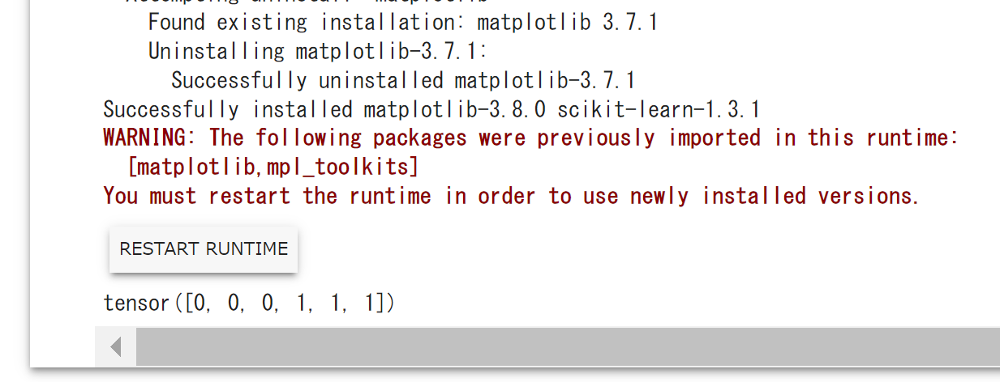 Found existing installation: matplotlib 3.7.1
Uninstalling matplotlib-3.7.1:
Successfully uninstalled matplotlib-3.7.1
Successfully installed matplotlib-3.8.0 scikit-learn-1.3.1
WARNING: The following packages were previously imported in this runtime:
[matplotlib,mpl_toolkits]
You must restart the runtime in order to use newly installed versions.
RESTART RUNTIME
tensor([0, 0, 0, 1, 1, 1])